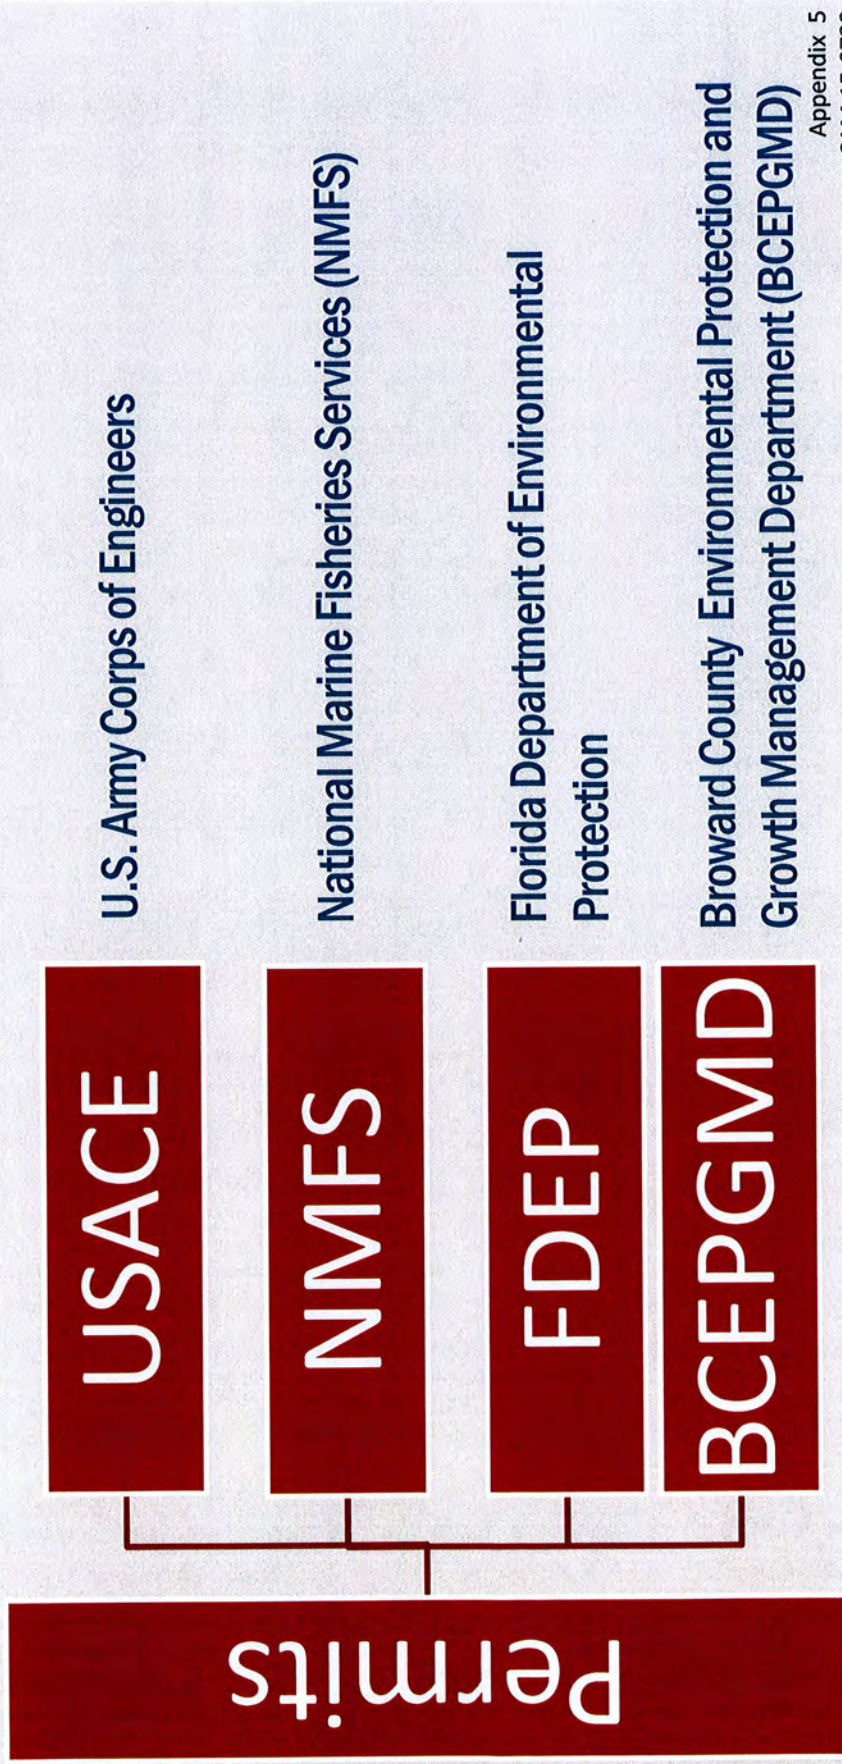 Permits
USACE
U.S. Army Corps of Engineers
NMFS
National Marine Fisheries Services (NMFS)
FDEP
Florida Department of Environmental
Protection
BCEPGMD
Broward County Environmental Protection and
Growth Management Department (BCEPGMD)
Appendix 5